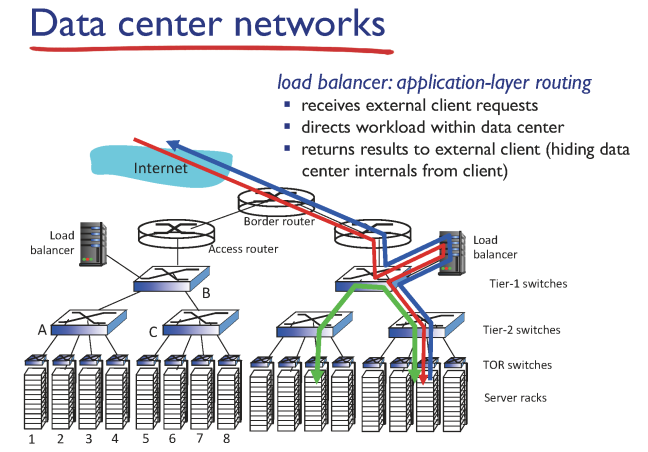 Data center networks
load balancer: application-layer routing
▪ receives external client requests
▪ directs workload within data center
▪ returns results to external client (hiding data
center internals from client)
Internet
Border router
Load
balancer
Access router
Load
balancer
B
Tier-1 switches
A
C
Tier-2 switches
TOR switches
Server racks
1 2 3 4 5 6 7 8